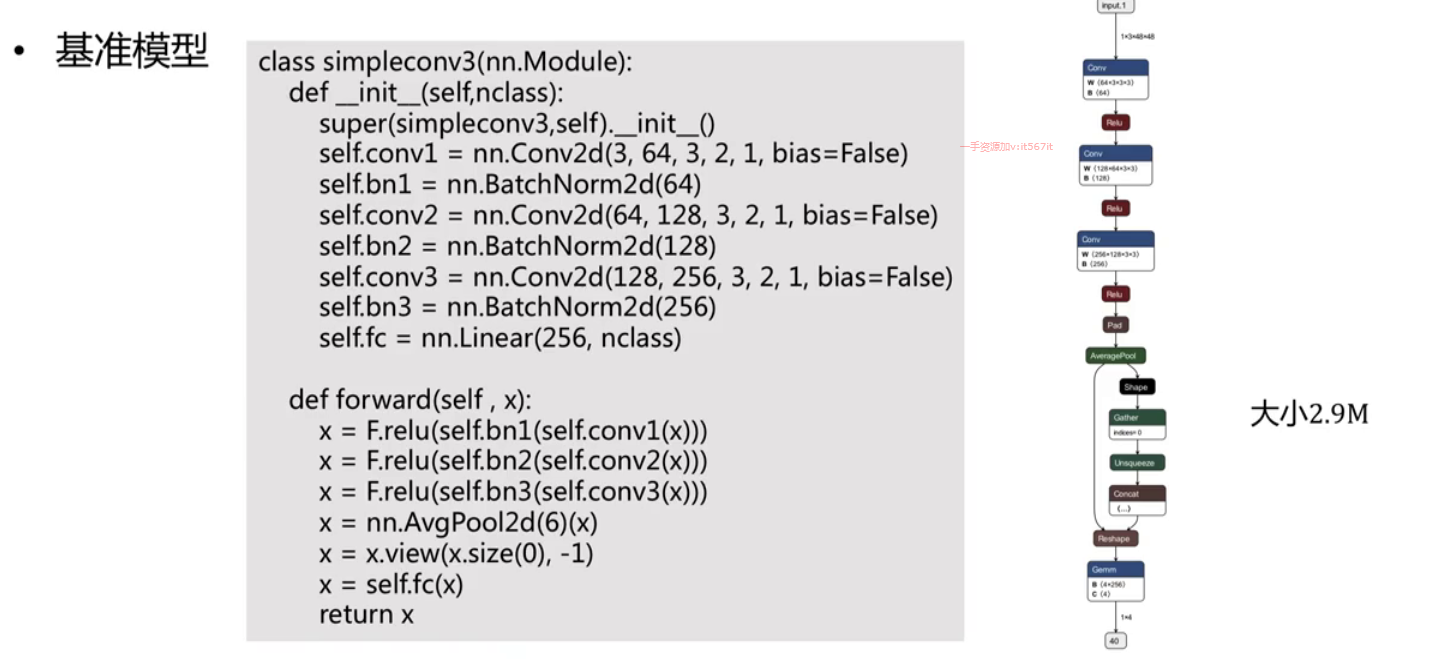 • 基准模型
class simpleconv3(nn.Module):
def __init__(self,nclass):
super(simpleconv3,self).__init__()
self.conv1 = nn.Conv2d(3, 64, 3, 2, 1, bias=False)
self.bn1 = nn.BatchNorm2d(64)
self.conv2 = nn.Conv2d(64, 128, 3, 2, 1, bias=False)
self.bn2 = nn.BatchNorm2d(128)
self.conv3 = nn.Conv2d(128, 256, 3, 2, 1, bias=False)
self.bn3 = nn.BatchNorm2d(256)
self.fc = nn.Linear(256, nclass)
def forward(self , x):
x = F.relu(self.bn1(self.conv1(x)))
x = F.relu(self.bn2(self.conv2(x)))
x = F.relu(self.bn3(self.conv3(x)))
x = nn.AvgPool2d(6)(x)
x = x.view(x.size(0), -1)
x = self.fc(x)
return x
一手资源加v:it567it
input.1
1×3×48×48
Conv
W ⟨64×3×3×3⟩
B ⟨64⟩
Relu
Conv
W ⟨128×64×3×3⟩
B ⟨128⟩
Relu
Conv
W ⟨256×128×3×3⟩
B ⟨256⟩
Relu
Pad
AveragePool
Shape
Gather
indices= 0
Unsqueeze
Concat
⟨...⟩
Reshape
Gemm
B ⟨4×256⟩
C ⟨4⟩
1×4
40
大小2.9M